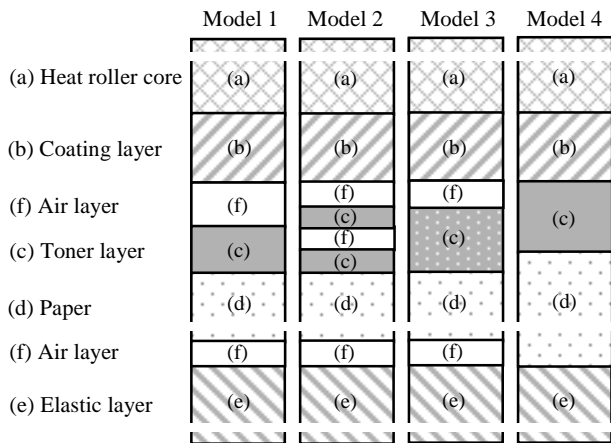 Model 1 Model 2 Model 3 Model 4
(a) Heat roller core (a) (a) (a) (a)
(b) Coating layer (b) (b) (b) (b)
(f) Air layer (f) (f) (f)
(c)
(c) Toner layer (c) (f) (c) (c)
(c)
(d) Paper (d) (d) (d) (d)
(f) Air layer (f) (f) (f)
(e) Elastic layer (e) (e) (e) (e)